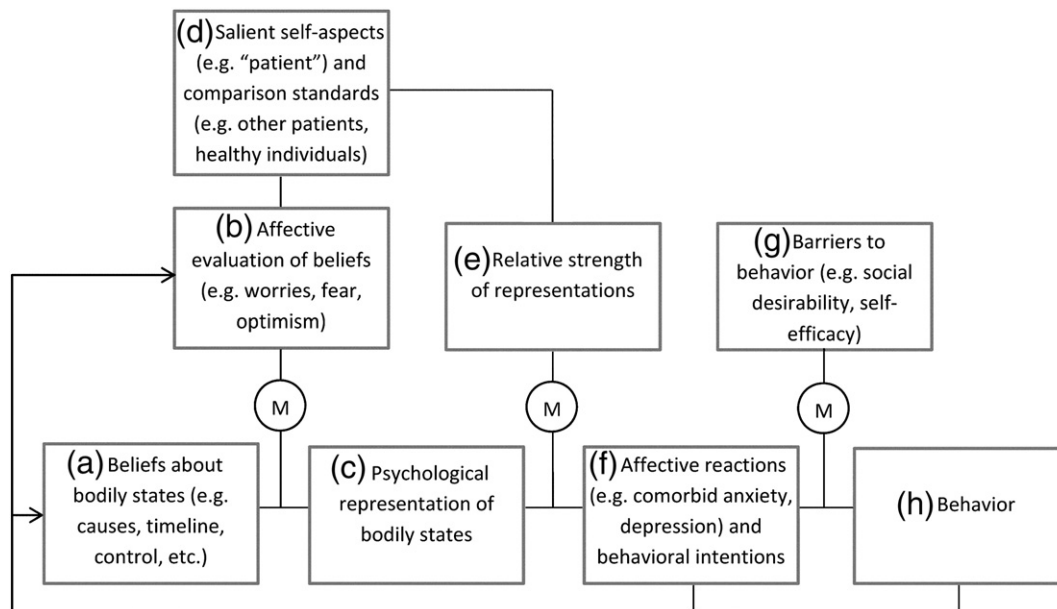 (d) Salient self-aspects
(e.g. “patient”) and
comparison standards
(e.g. other patients,
healthy individuals)
(b) Affective
evaluation of beliefs
(e.g. worries, fear,
optimism)
(e) Relative strength
of representations
(g) Barriers to
behavior (e.g. social
desirability, self-
efficacy)
M
M
M
(a) Beliefs about
bodily states (e.g.
causes, timeline,
control, etc.)
(c) Psychological
representation of
bodily states
(f) Affective reactions
(e.g. comorbid anxiety,
depression) and
behavioral intentions
(h) Behavior